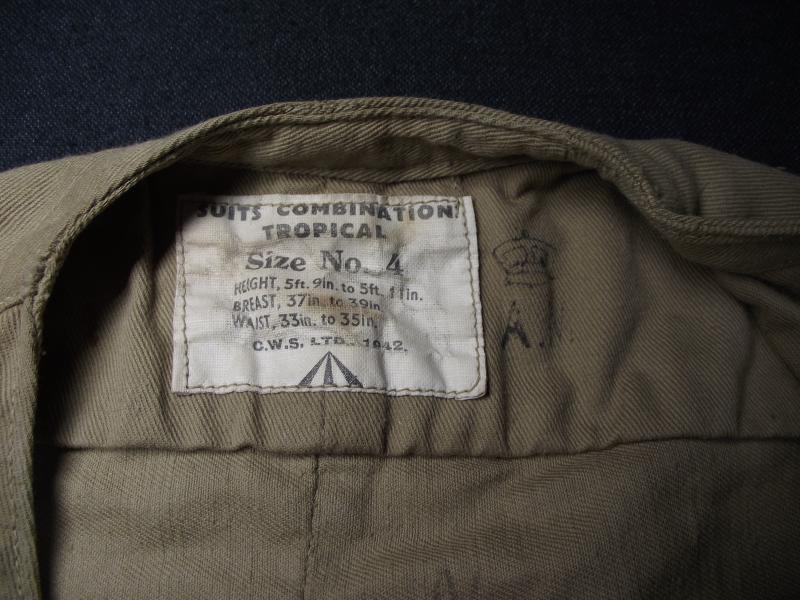 SUITS COMBINATION
TROPICAL
Size No. 4
HEIGHT, 5ft. 9in. to 5ft. 11in.
BREAST, 37in. to 39in.
WAIST, 33in. to 35in.
C.W.S. LTD. 1942.
A.